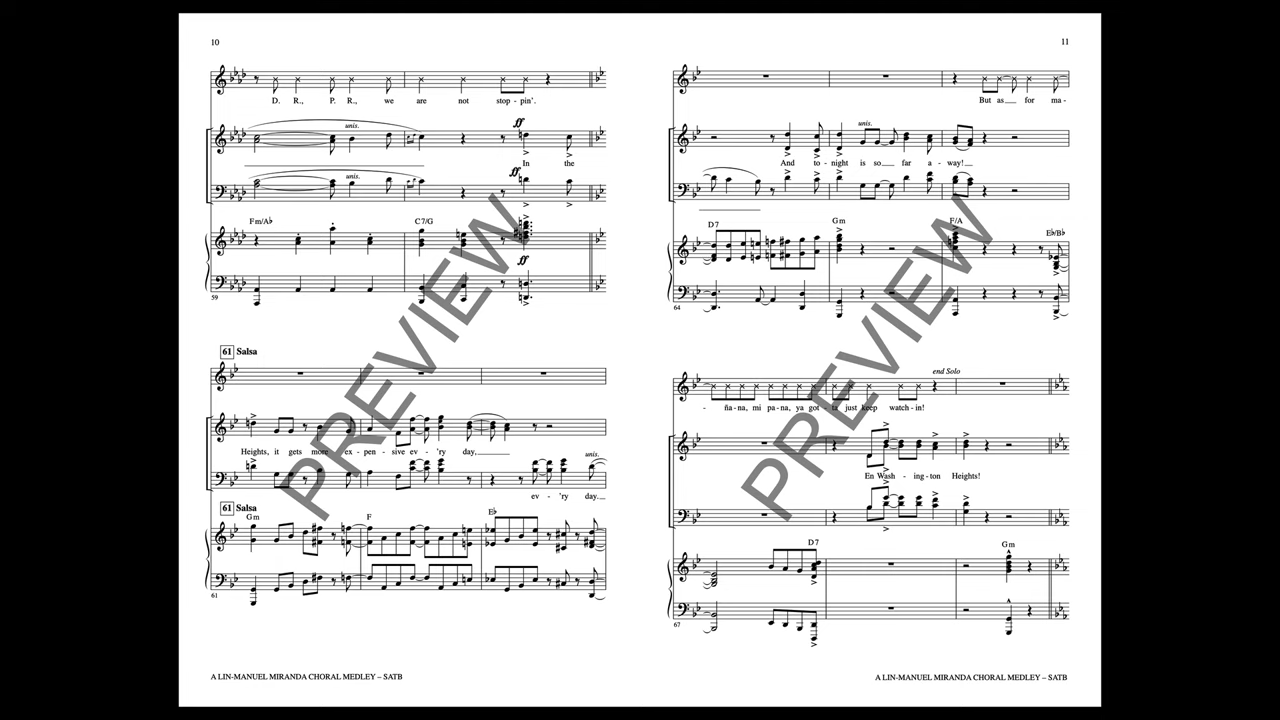 10
D. R., P. R., we are not stop - pin'.
unis.
ff
In the
ff
unis.
Fm/A♭ C7/G
ff
59
61 Salsa
Heights, it gets more ex - pen - sive ev - 'ry day,
unis.
ev - 'ry day.
61 Salsa
Gm F E♭
61
A LIN-MANUEL MIRANDA CHORAL MEDLEY – SATB
PREVIEW
11
But as for ma-
unis.
And to - night is so far a - way!
D7 Gm F/A E♭/B♭
64
end Solo
- ña - na, mi pa - na, ya got - ta just keep watch - in!
En Wash - ing - ton Heights!
D7 Gm
67
A LIN-MANUEL MIRANDA CHORAL MEDLEY – SATB
PREVIEW